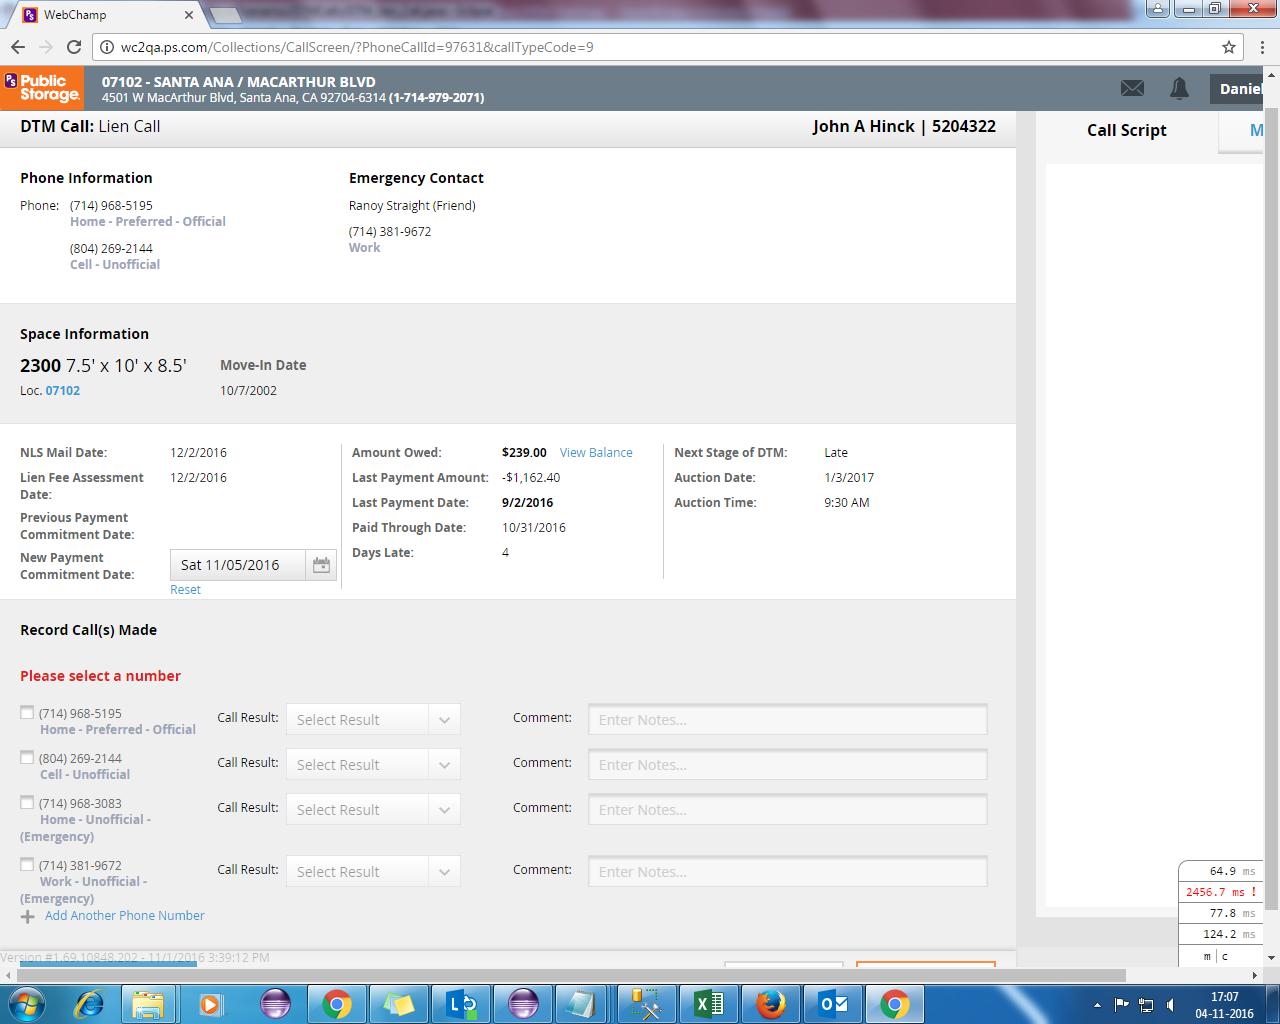 WebChamp
wc2qa.ps.com/Collections/CallScreen/?PhoneCallId=97631&callTypeCode=9
PS Public Storage.
07102 - SANTA ANA / MACARTHUR BLVD
4501 W MacArthur Blvd, Santa Ana, CA 92704-6314 (1-714-979-2071)
Daniel
DTM Call: Lien Call
John A Hinck | 5204322
Call Script
M
Phone Information
Emergency Contact
Phone: (714) 968-5195
Home - Preferred - Official
(804) 269-2144
Cell - Unofficial
Ranoy Straight (Friend)
(714) 381-9672
Work
Space Information
2300 7.5' x 10' x 8.5'
Move-In Date
Loc. 07102
10/7/2002
NLS Mail Date: 12/2/2016
Lien Fee Assessment Date: 12/2/2016
Previous Payment
Commitment Date:
New Payment
Commitment Date:
Sat 11/05/2016
Reset
Amount Owed: $239.00 View Balance
Last Payment Amount: -$1,162.40
Last Payment Date: 9/2/2016
Paid Through Date: 10/31/2016
Days Late: 4
Next Stage of DTM: Late
Auction Date: 1/3/2017
Auction Time: 9:30 AM
Record Call(s) Made
Please select a number
(714) 968-5195 Call Result: Select Result Comment: Enter Notes...
Home - Preferred - Official
(804) 269-2144 Call Result: Select Result Comment: Enter Notes...
Cell - Unofficial
(714) 968-3083 Call Result: Select Result Comment: Enter Notes...
Home - Unofficial -
(Emergency)
(714) 381-9672 Call Result: Select Result Comment: Enter Notes...
Work - Unofficial -
(Emergency)
Add Another Phone Number
64.9 ms
2456.7 ms !
77.8 ms
124.2 ms
m | c
Version #1.69.10848.202 - 11/1/2016 3:39:12 PM
17:07
04-11-2016